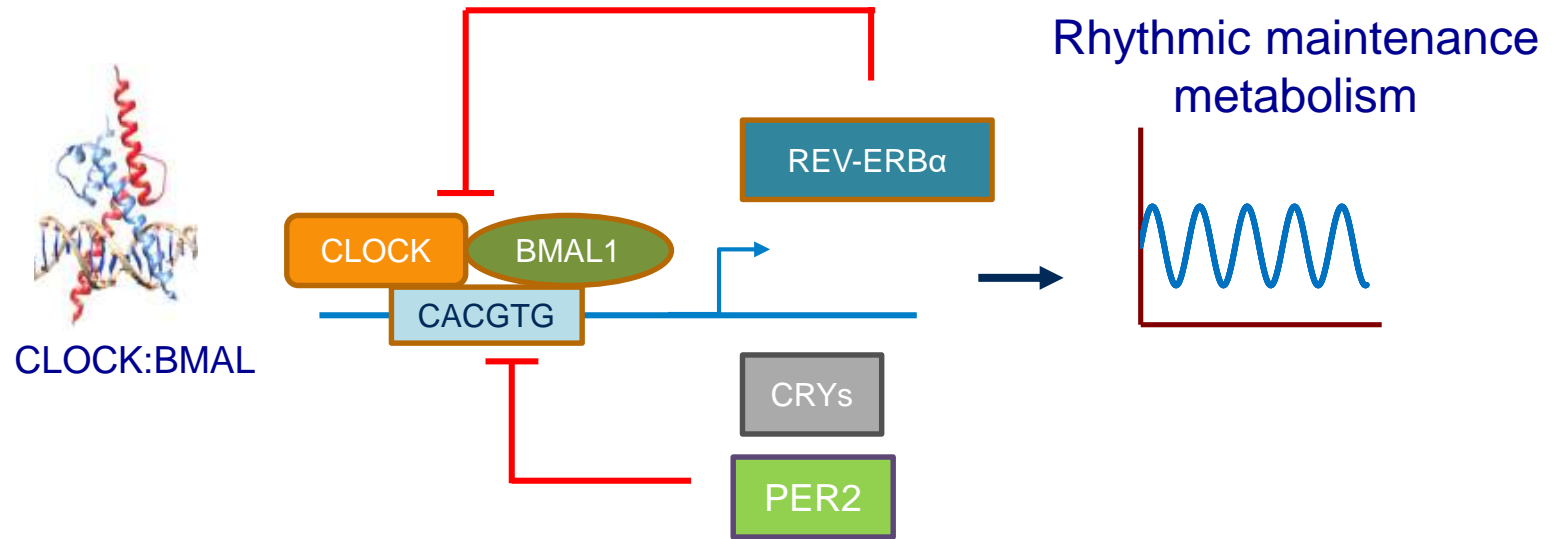 Rhythmic maintenance
metabolism
REV-ERBα
CLOCK
BMAL1
CACGTG
CLOCK:BMAL
CRYs
PER2